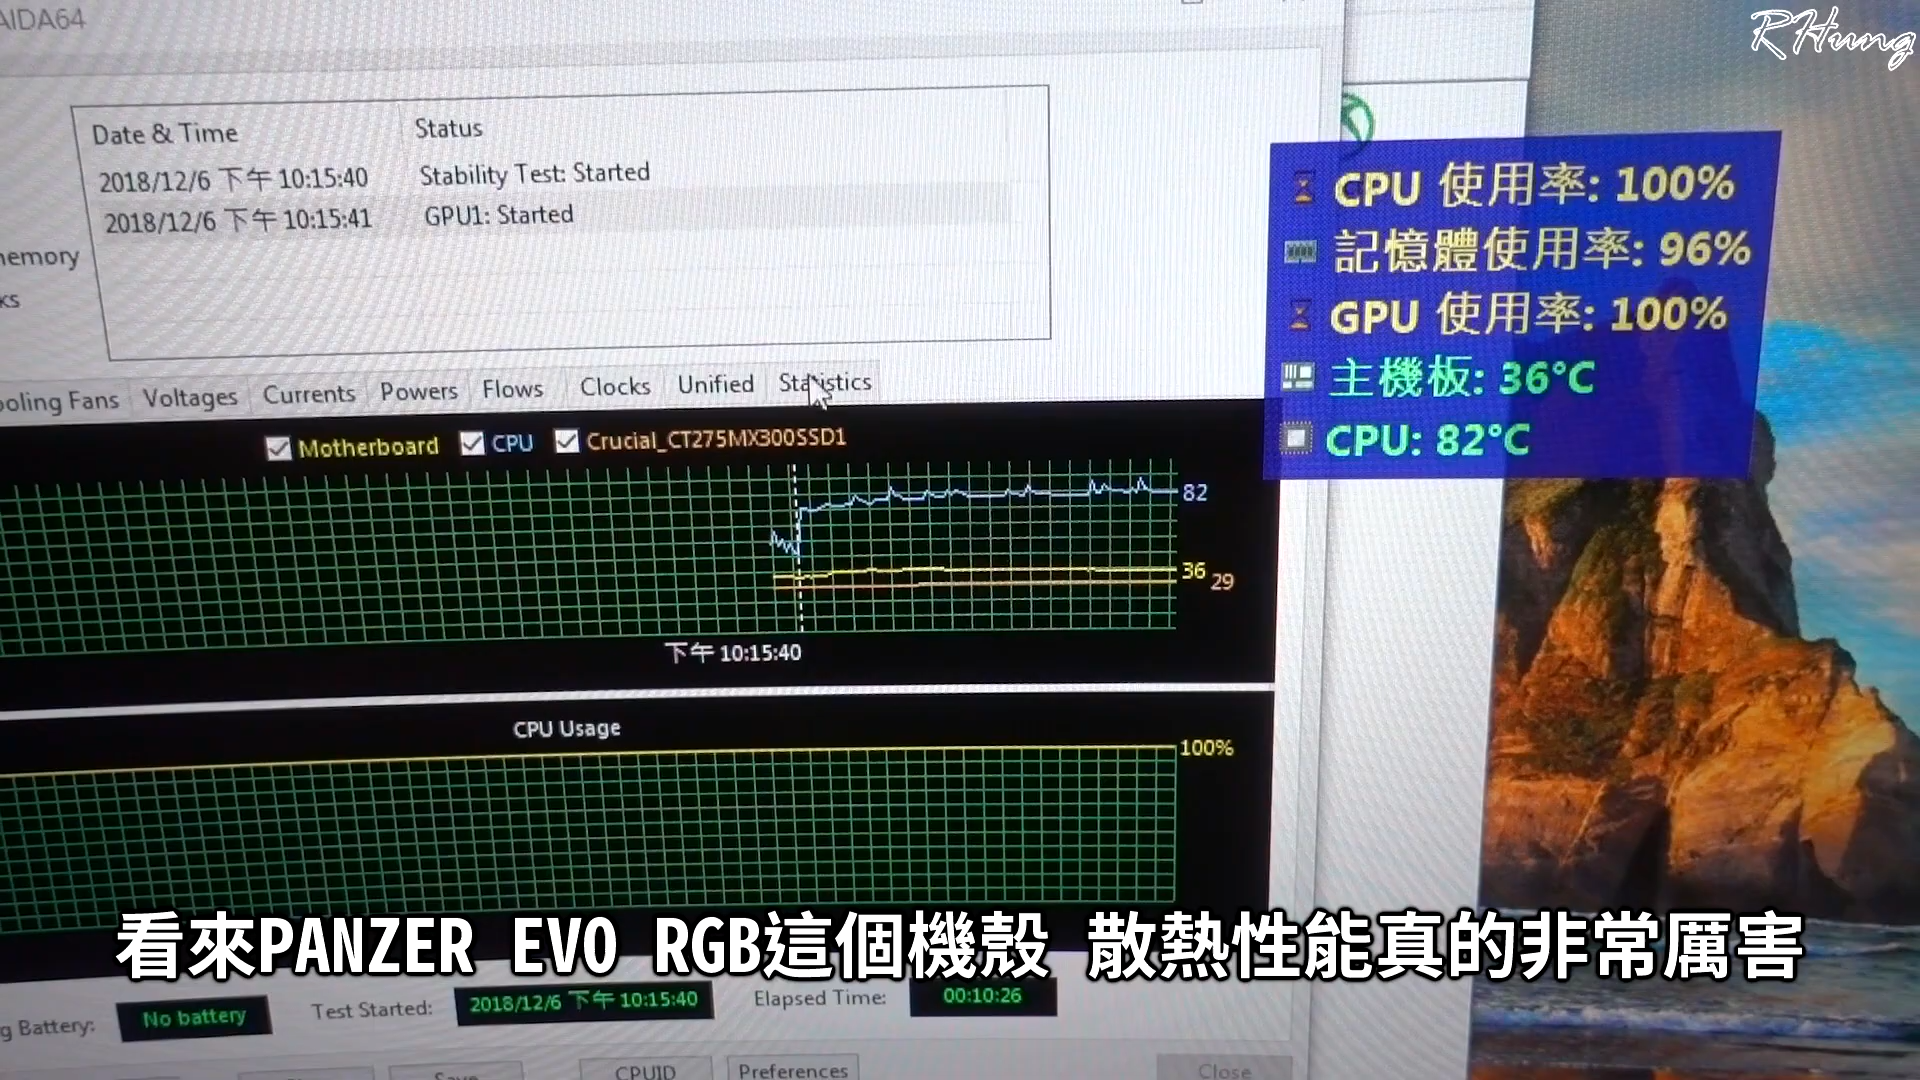 AIDA64
RHung
Date & Time Status
2018/12/6 下午 10:15:40 Stability Test: Started
2018/12/6 下午 10:15:41 GPU1: Started
CPU 使用率: 100%
記憶體使用率: 96%
GPU 使用率: 100%
主機板: 36°C
CPU: 82°C
Fans Voltages Currents Powers Flows Clocks Unified Statistics
Motherboard CPU Crucial_CT275MX300SSD1
82
36 29
下午 10:15:40
CPU Usage
100%
看來PANZER EVO RGB這個機殼 散熱性能真的非常厲害
Battery: No battery Test Started: 2018/12/6 下午 10:15:40 Elapsed Time: 00:10:26
Save CPUID Preferences Close